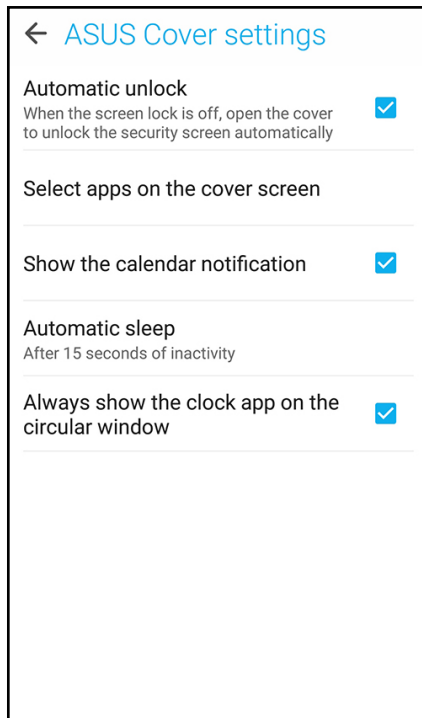 ASUS Cover settings
Automatic unlock
When the screen lock is off, open the cover
to unlock the security screen automatically
Select apps on the cover screen
Show the calendar notification
Automatic sleep
After 15 seconds of inactivity
Always show the clock app on the
circular window